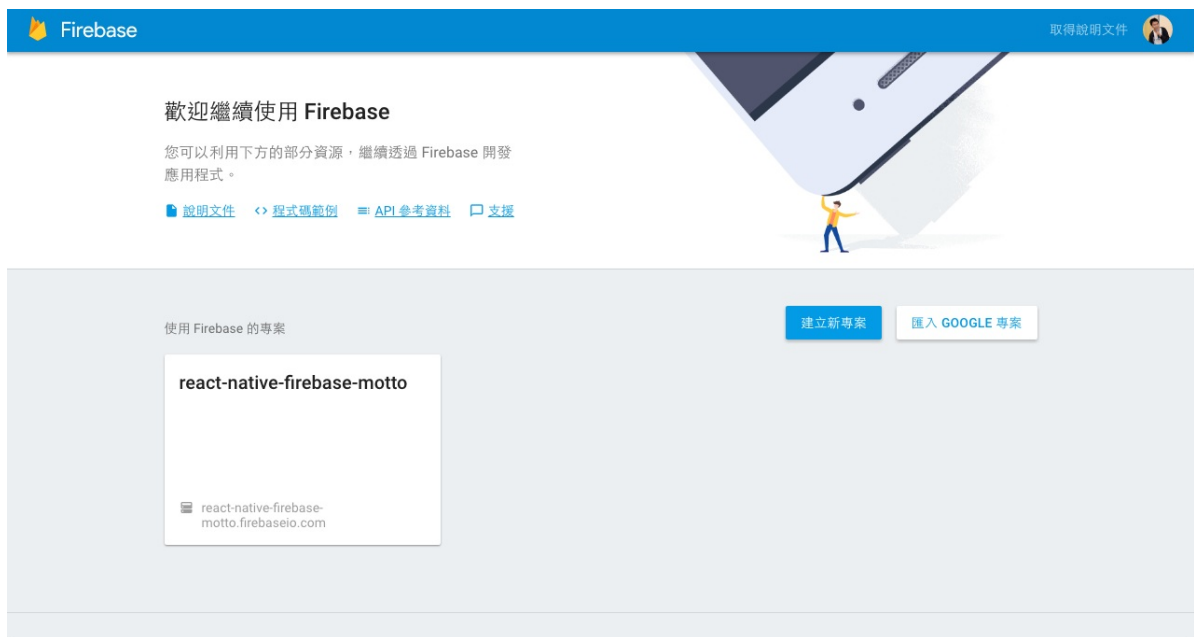 Firebase
取得說明文件
歡迎繼續使用 Firebase
您可以利用下方的部分資源，繼續透過 Firebase 開發
應用程式。
說明文件 程式碼範例 API 參考資料 支援
使用 Firebase 的專案
建立新專案
匯入 GOOGLE 專案
react-native-firebase-motto
react-native-firebase-
motto.firebaseio.com